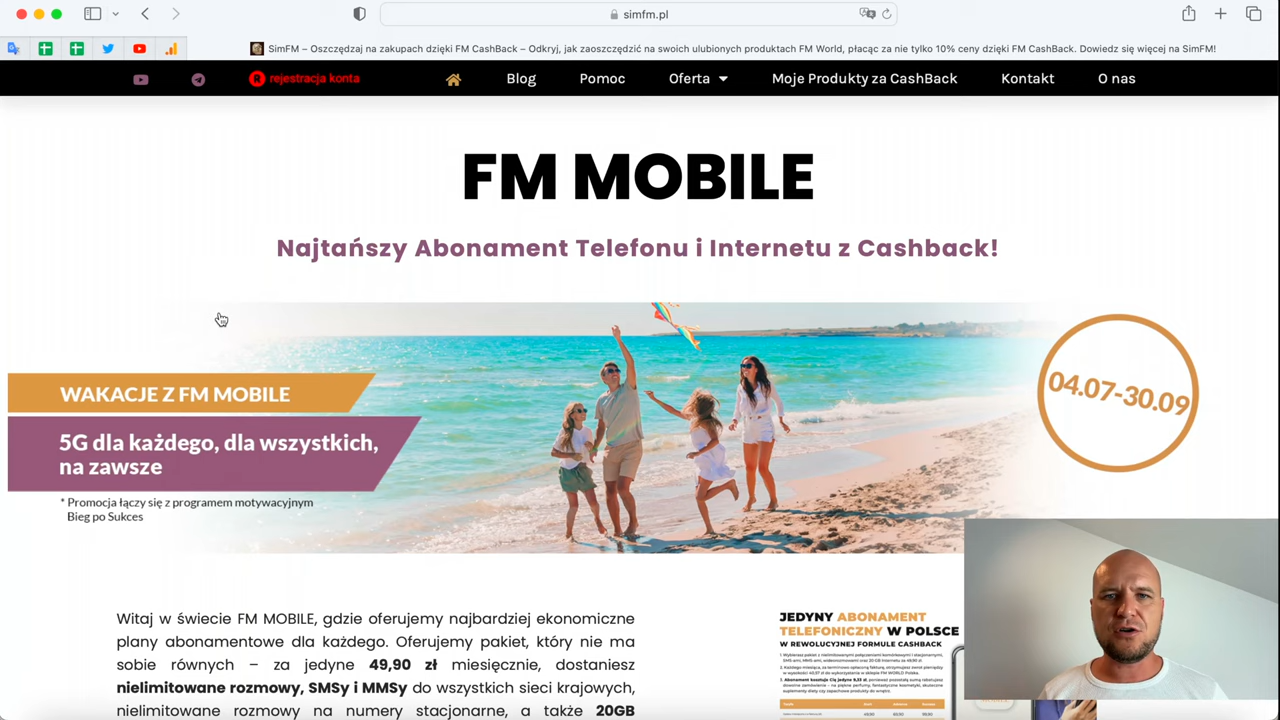 simfm.pl
SimFM – Oszczędzaj na zakupach dzięki FM CashBack – Odkryj, jak zaoszczędzić na swoich ulubionych produktach FM World, płacąc za nie tylko 10% ceny dzięki FM CashBack. Dowiedz się więcej na SimFM!
R rejestracja konta
Blog
Pomoc
Oferta
Moje Produkty za CashBack
Kontakt
O nas
FM MOBILE
Najtańszy Abonament Telefonu i Internetu z Cashback!
WAKACJE Z FM MOBILE
5G dla każdego, dla wszystkich,
na zawsze
* Promocja łączy się z programem motywacyjnym
Bieg po Sukces
04.07-30.09
Witaj w świecie FM MOBILE, gdzie oferujemy najbardziej ekonomiczne
plany taryfowe dla każdego. Oferujemy pakiet, który nie ma
sobie równych – za jedyne 49,90 zł miesięcznie, dostaniesz
nielimitowane rozmowy, SMSy i MMSy do wszystkich sieci krajowych,
nielimitowane rozmowy na numery stacjonarne, a także 20GB
JEDYNY ABONAMENT
TELEFONICZNY W POLSCE
W REWOLUCYJNEJ FORMULE CASHBACK